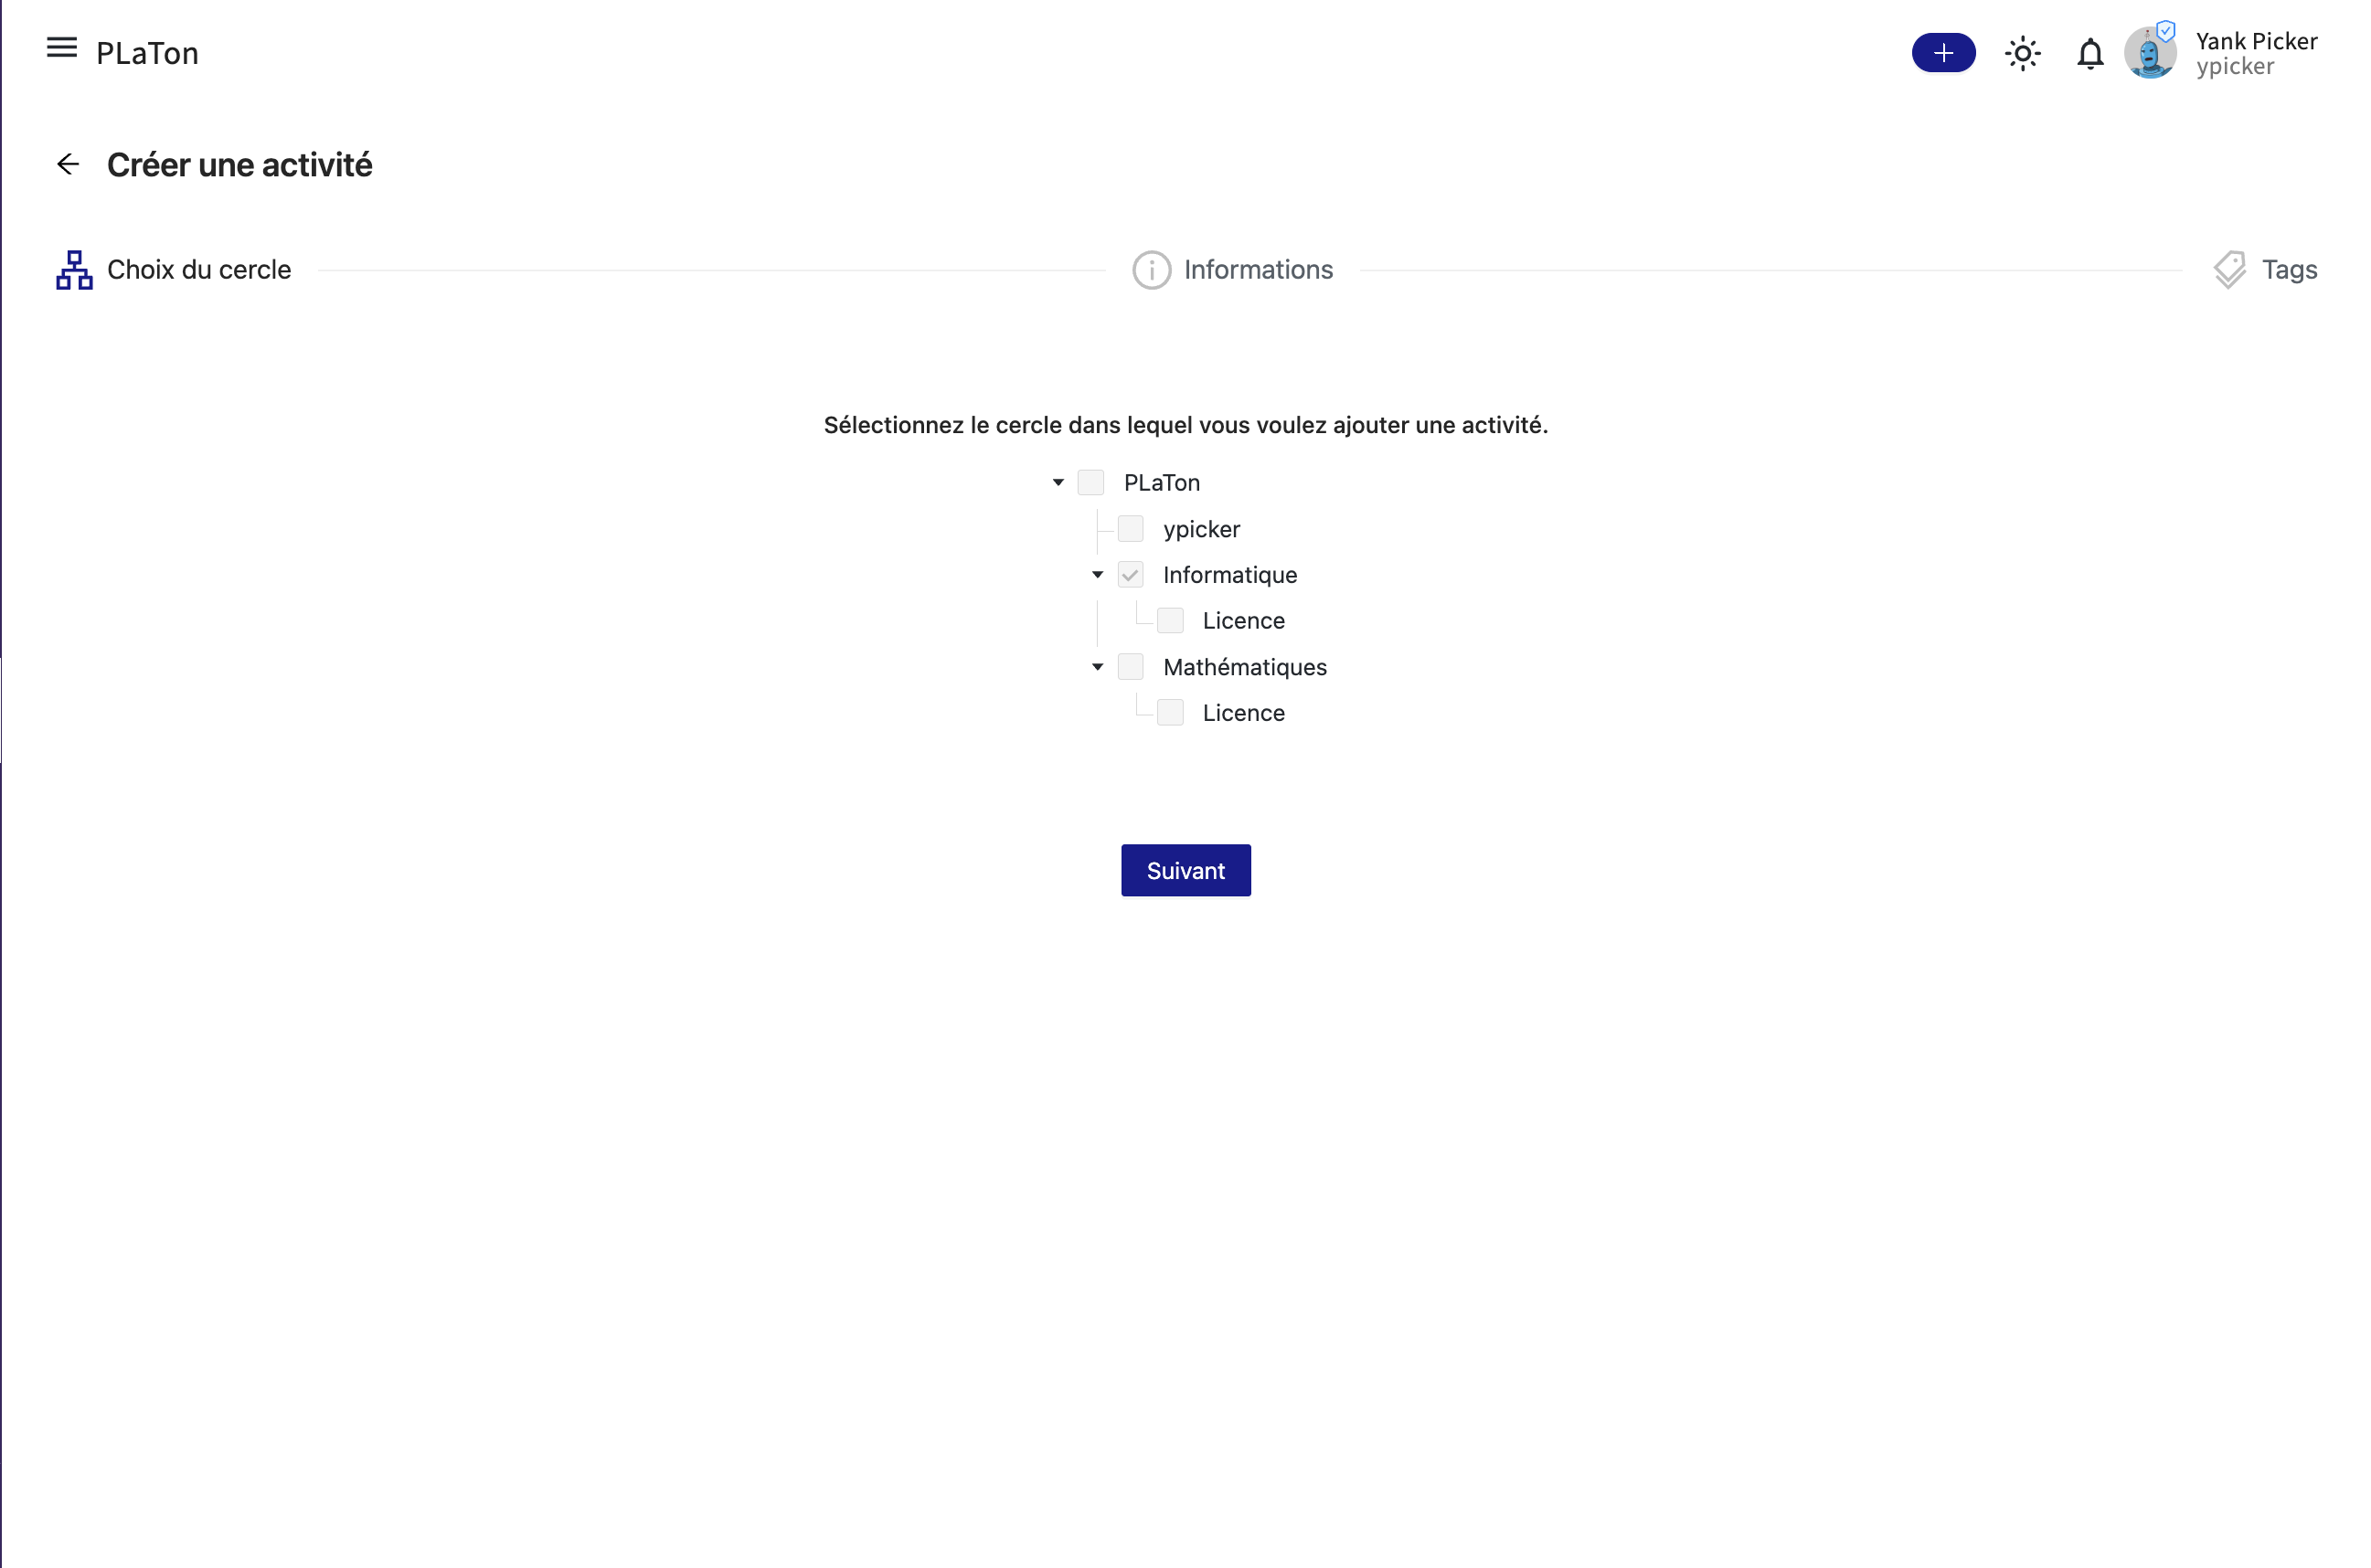 PLaTon
Yank Picker
ypicker
Créer une activité
Choix du cercle
Informations
Tags
Sélectionnez le cercle dans lequel vous voulez ajouter une activité.
PLaTon
ypicker
Informatique
Licence
Mathématiques
Licence
Suivant